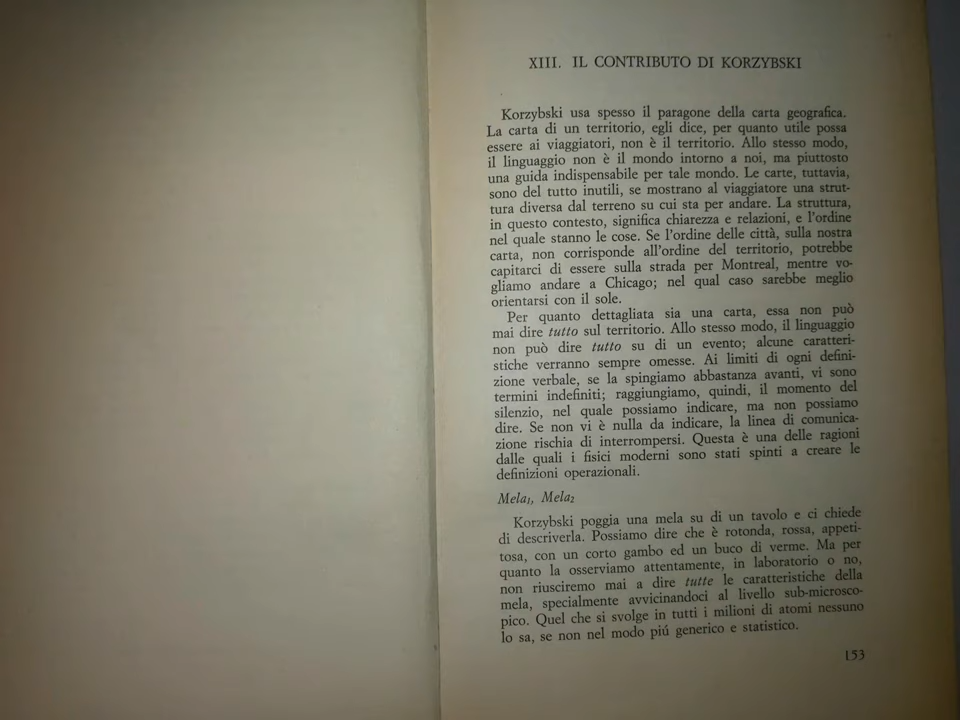 XIII. IL CONTRIBUTO DI KORZYBSKI
Korzybski usa spesso il paragone della carta geografica.
La carta di un territorio, egli dice, per quanto utile possa
essere ai viaggiatori, non è il territorio. Allo stesso modo,
il linguaggio non è il mondo intorno a noi, ma piuttosto
una guida indispensabile per tale mondo. Le carte, tuttavia,
sono del tutto inutili, se mostrano al viaggiatore una strut-
tura diversa dal terreno su cui sta per andare. La struttura,
in questo contesto, significa chiarezza e relazioni, e l'ordine
nel quale stanno le cose. Se l'ordine delle città, sulla nostra
carta, non corrisponde all'ordine del territorio, potrebbe
capitarci di essere sulla strada per Montreal, mentre vo-
gliamo andare a Chicago; nel qual caso sarebbe meglio
orientarsi con il sole.
Per quanto dettagliata sia una carta, essa non può
mai dire tutto sul territorio. Allo stesso modo, il linguaggio
non può dire tutto su di un evento; alcune caratteri-
stiche verranno sempre omesse. Ai limiti di ogni defini-
zione verbale, se la spingiamo abbastanza avanti, vi sono
termini indefiniti; raggiungiamo, quindi, il momento del
silenzio, nel quale possiamo indicare, ma non possiamo
dire. Se non vi è nulla da indicare, la linea di comunica-
zione rischia di interrompersi. Questa è una delle ragioni
dalle quali i fisici moderni sono stati spinti a creare le
definizioni operazionali.
Mela₁, Mela₂
Korzybski poggia una mela su di un tavolo e ci chiede
di descriverla. Possiamo dire che è rotonda, rossa, appeti-
tosa, con un corto gambo ed un buco di verme. Ma per
quanto la osserviamo attentamente, in laboratorio o no,
non riusciremo mai a dire tutte le caratteristiche della
mela, specialmente avvicinandoci al livello sub-microsco-
pico. Quel che si svolge in tutti i milioni di atomi nessuno
lo sa, se non nel modo piú generico e statistico.
153